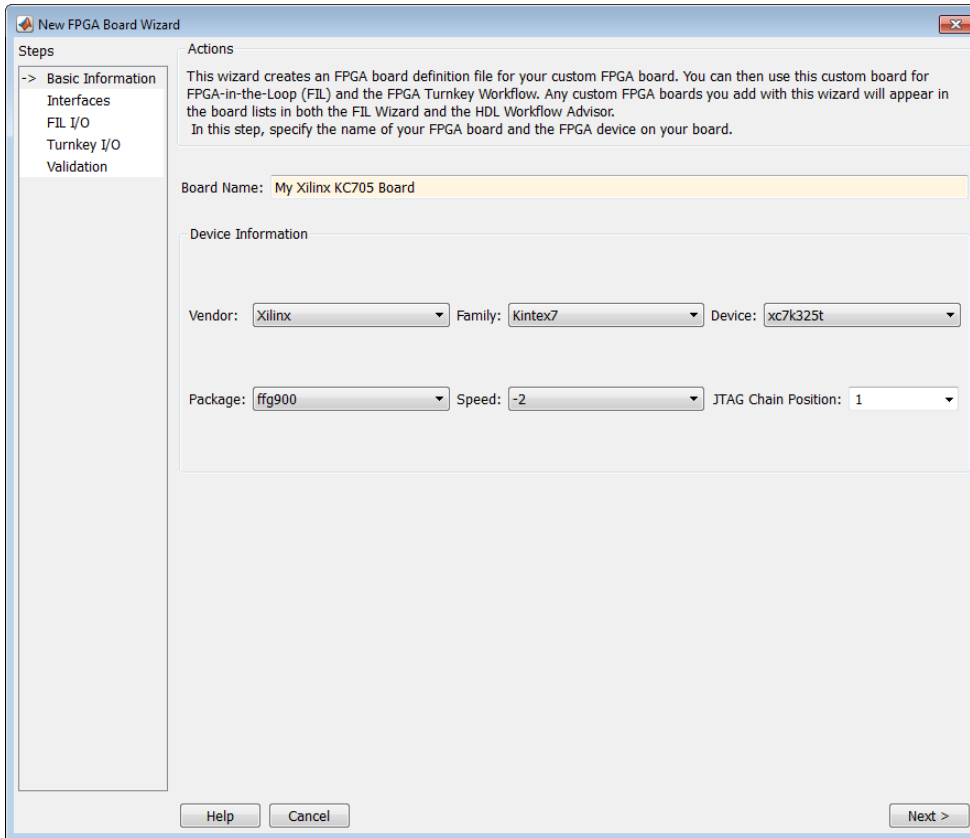 New FPGA Board Wizard
Steps
-> Basic Information
Interfaces
FIL I/O
Turnkey I/O
Validation
Actions
This wizard creates an FPGA board definition file for your custom FPGA board. You can then use this custom board for
FPGA-in-the-Loop (FIL) and the FPGA Turnkey Workflow. Any custom FPGA boards you add with this wizard will appear in
the board lists in both the FIL Wizard and the HDL Workflow Advisor.
In this step, specify the name of your FPGA board and the FPGA device on your board.
Board Name: My Xilinx KC705 Board
Device Information
Vendor: Xilinx Family: Kintex7 Device: xc7k325t
Package: ffg900 Speed: -2 JTAG Chain Position: 1
Help Cancel Next >